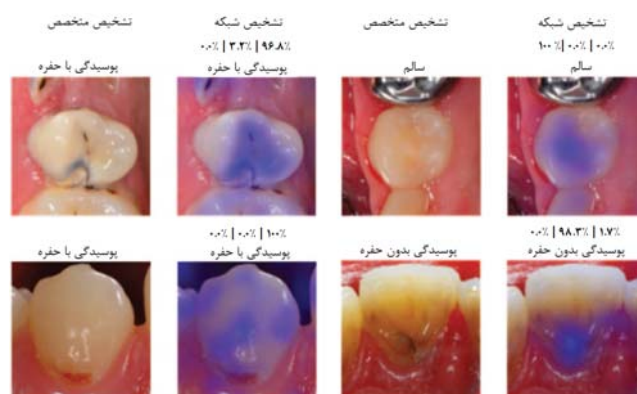 تشخیص شبکه
تشخیص متخصص
تشخیص شبکه
تشخیص متخصص
۱۰۰٪ | ۰.۰٪ | ۰.۰٪
۰.۰٪ | ۳.۲٪ | ۹۶.۸٪
سالم
سالم
پوسیدگی با حفره
پوسیدگی با حفره
۰.۰٪ | ۹۸.۳٪ | ۱.۷٪
۰.۰٪ | ۰.۰٪ | ۱۰۰٪
پوسیدگی بدون حفره
پوسیدگی بدون حفره
پوسیدگی با حفره
پوسیدگی با حفره